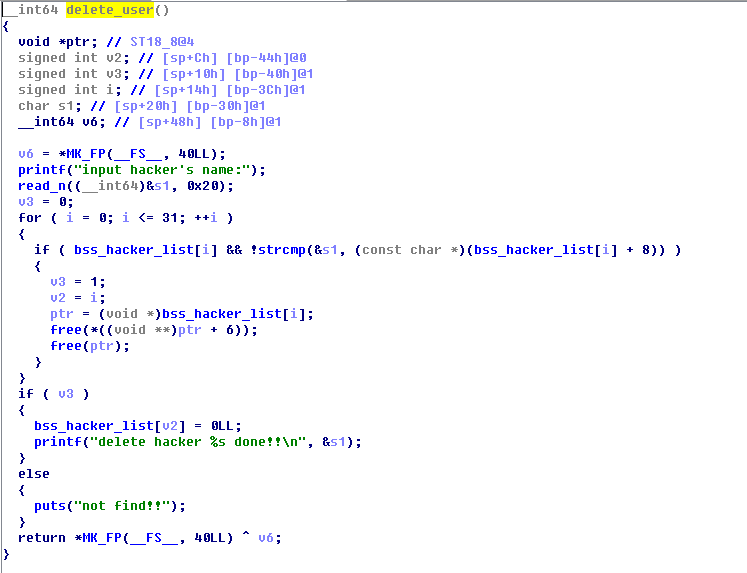 __int64 delete_user()
{
  void *ptr; // ST18_8@4
  signed int v2; // [sp+Ch] [bp-44h]@0
  signed int v3; // [sp+10h] [bp-40h]@1
  signed int i; // [sp+14h] [bp-3Ch]@1
  char s1; // [sp+20h] [bp-30h]@1
  __int64 v6; // [sp+48h] [bp-8h]@1

  v6 = *MK_FP(__FS__, 40LL);
  printf("input hacker's name:");
  read_n((__int64)&s1, 0x20);
  v3 = 0;
  for ( i = 0; i <= 31; ++i )
  {
    if ( bss_hacker_list[i] && !strcmp(&s1, (const char *)(bss_hacker_list[i] + 8)) )
    {
      v3 = 1;
      v2 = i;
      ptr = (void *)bss_hacker_list[i];
      free(*((void **)ptr + 6));
      free(ptr);
    }
  }
  if ( v3 )
  {
    bss_hacker_list[v2] = 0LL;
    printf("delete hacker %s done!!\n", &s1);
  }
  else
  {
    puts("not find!!");
  }
  return *MK_FP(__FS__, 40LL) ^ v6;
}